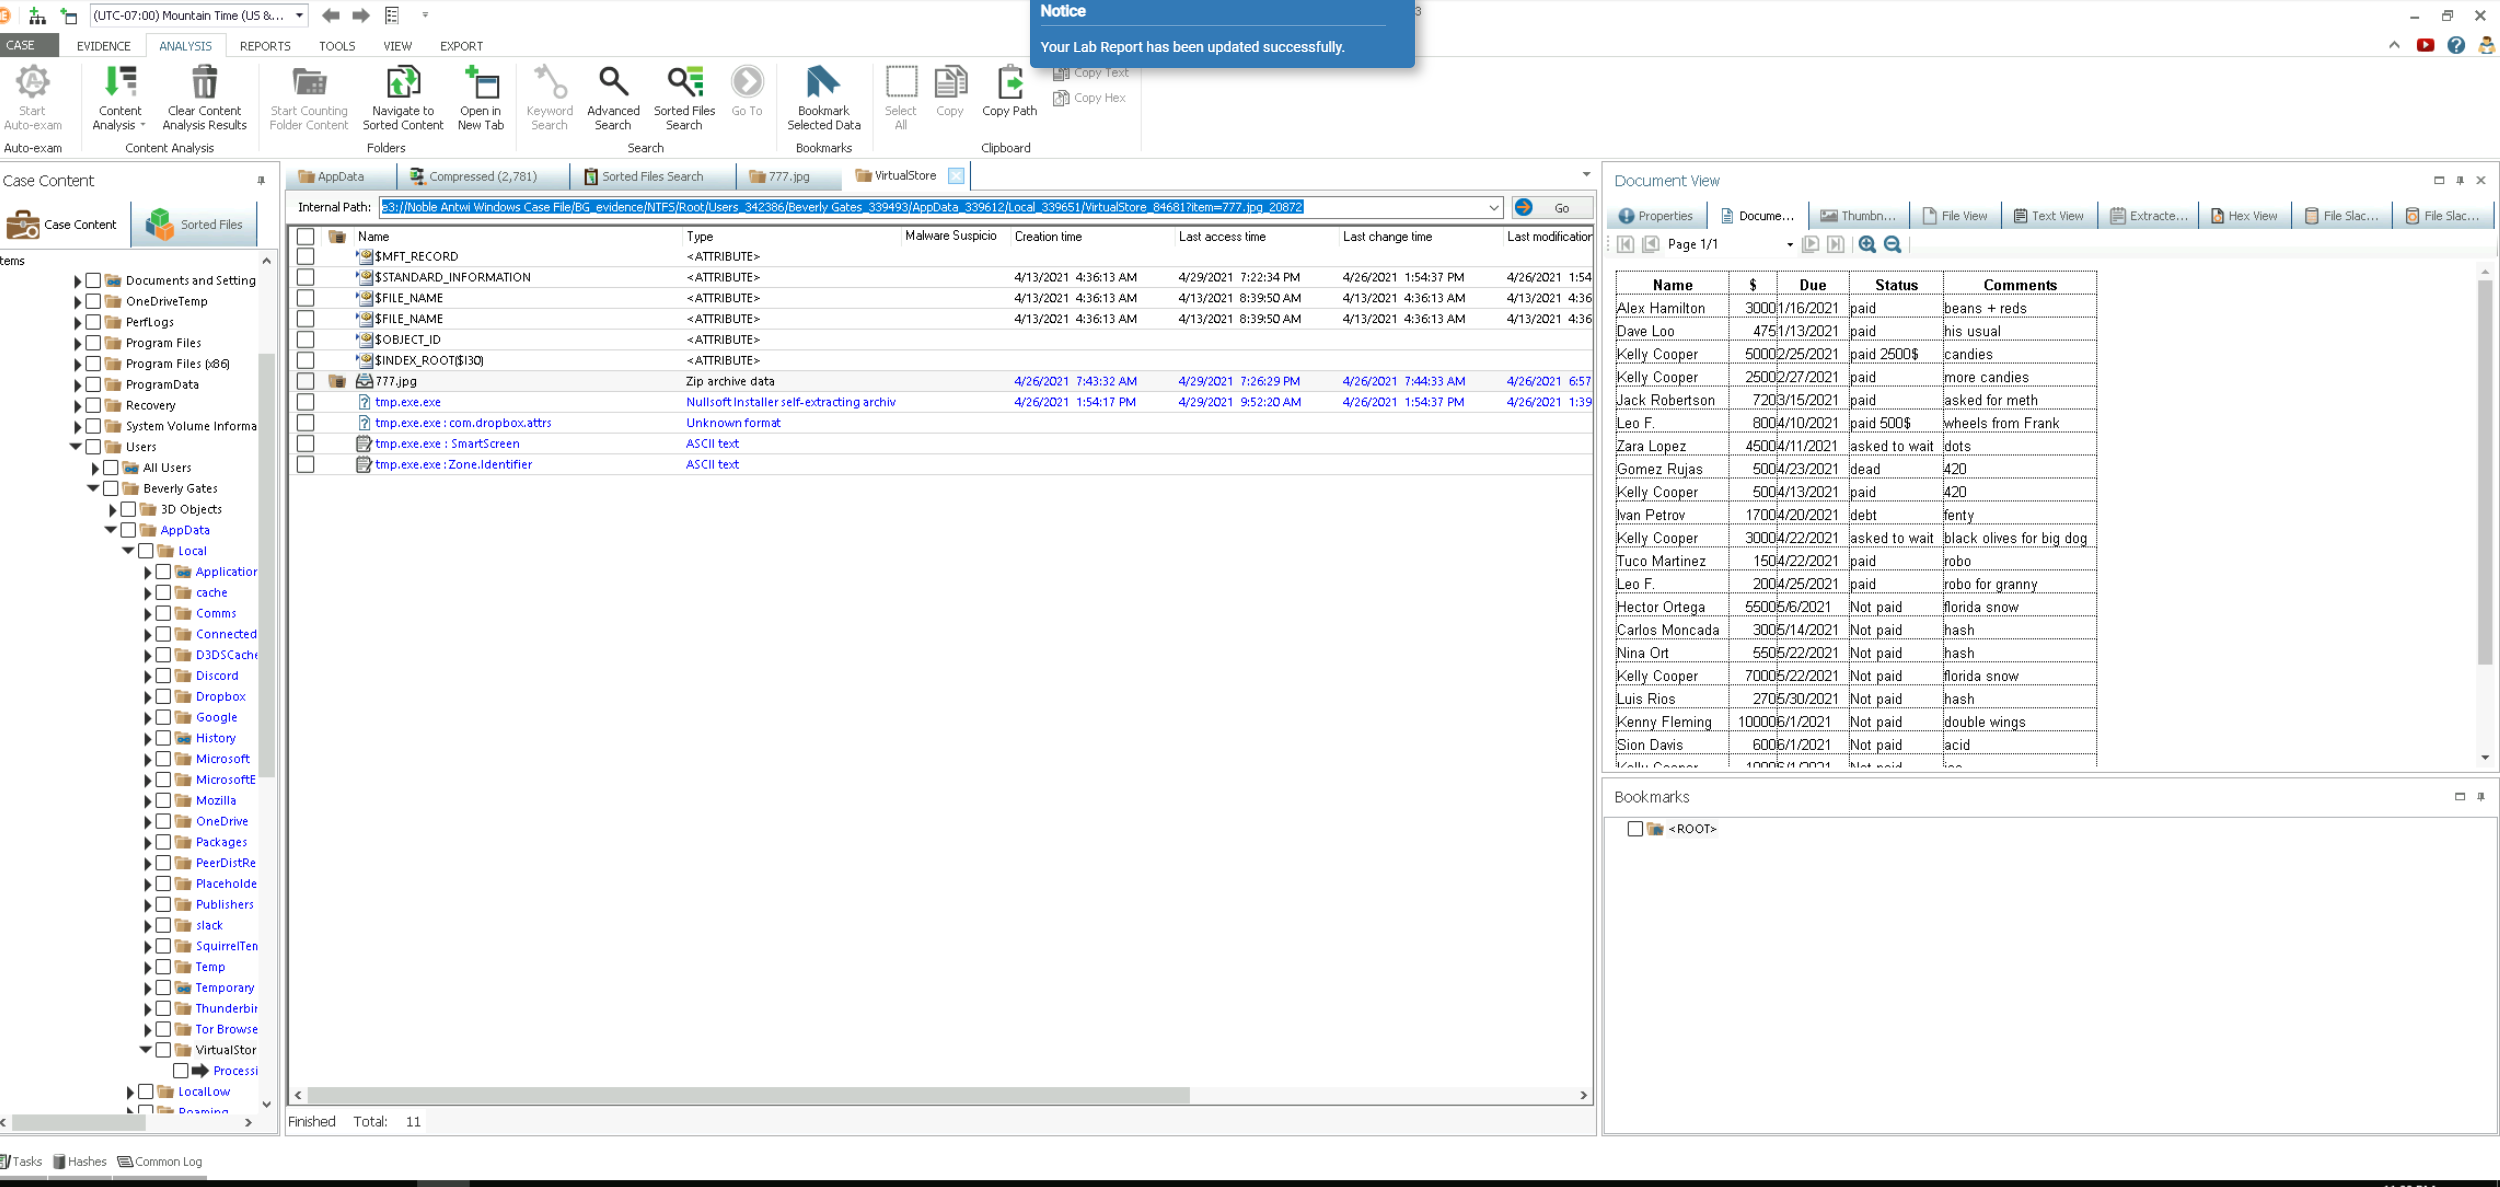 (UTC-07:00) Mountain Time (US &...
Notice
Your Lab Report has been updated successfully.
3
CASE EVIDENCE ANALYSIS REPORTS TOOLS VIEW EXPORT
Start Auto-exam
Content Analysis
Clear Content Analysis Results
Start Counting Folder Content
Navigate to Sorted Content
Open in New Tab
Keyword Search
Advanced Search
Sorted Files Search
Go To
Bookmark Selected Data
Select All
Copy
Copy Path
Copy Text
Copy Hex
Auto-exam Content Analysis Folders Search Bookmarks Clipboard
Case Content
Case Content Sorted Files
tems
Documents and Setting
OneDriveTemp
PerfLogs
Program Files
Program Files (x86)
ProgramData
Recovery
System Volume Informa
Users
All Users
Beverly Gates
3D Objects
AppData
Local
Application
cache
Comms
Connected
D3DSCache
Discord
Dropbox
Google
History
Microsoft
MicrosoftE
Mozilla
OneDrive
Packages
PeerDistRe
Placeholde
Publishers
slack
SquirrelTen
Temp
Temporary
Thunderbir
Tor Browse
VirtualStor
Processi
LocalLow
Roaming
AppData Compressed (2,781) Sorted Files Search 777.jpg VirtualStore
Internal Path: e3://Noble Antwi Windows Case File/BG_evidence/NTFS/Root/Users_342386/Beverly Gates_339493/AppData_339612/Local_339651/VirtualStore_84681?item=777.jpg_20872 Go
Name Type Malware Suspicio Creation time Last access time Last change time Last modification
$MFT_RECORD <ATTRIBUTE>
$STANDARD_INFORMATION <ATTRIBUTE> 4/13/2021 4:36:13 AM 4/29/2021 7:22:34 PM 4/26/2021 1:54:37 PM 4/26/2021 1:54
$FILE_NAME <ATTRIBUTE> 4/13/2021 4:36:13 AM 4/13/2021 8:39:50 AM 4/13/2021 4:36:13 AM 4/13/2021 4:36
$FILE_NAME <ATTRIBUTE> 4/13/2021 4:36:13 AM 4/13/2021 8:39:50 AM 4/13/2021 4:36:13 AM 4/13/2021 4:36
$OBJECT_ID <ATTRIBUTE>
$INDEX_ROOT($I30) <ATTRIBUTE>
777.jpg Zip archive data 4/26/2021 7:43:32 AM 4/29/2021 7:26:29 PM 4/26/2021 7:44:33 AM 4/26/2021 6:57
tmp.exe.exe Nullsoft Installer self-extracting archiv 4/26/2021 1:54:17 PM 4/29/2021 9:52:20 AM 4/26/2021 1:54:37 PM 4/26/2021 1:39
tmp.exe.exe : com.dropbox.attrs Unknown format
tmp.exe.exe : SmartScreen ASCII text
tmp.exe.exe : Zone.Identifier ASCII text
Finished Total: 11
Document View
Properties Docume... Thumbn... File View Text View Extracte... Hex View File Slac... File Slac...
Page 1/1
Name $ Due Status Comments
Alex Hamilton 3000 1/16/2021 paid beans + reds
Dave Loo 475 1/13/2021 paid his usual
Kelly Cooper 5000 2/25/2021 paid 2500$ candies
Kelly Cooper 2500 2/27/2021 paid more candies
Jack Robertson 720 3/15/2021 paid asked for meth
Leo F. 800 4/10/2021 paid 500$ wheels from Frank
Zara Lopez 4500 4/11/2021 asked to wait dots
Gomez Rujas 500 4/23/2021 dead 420
Kelly Cooper 500 4/13/2021 paid 420
Ivan Petrov 1700 4/20/2021 debt fenty
Kelly Cooper 3000 4/22/2021 asked to wait black olives for big dog
Tuco Martinez 150 4/22/2021 paid robo
Leo F. 200 4/25/2021 paid robo for granny
Hector Ortega 5500 5/6/2021 Not paid florida snow
Carlos Moncada 300 5/14/2021 Not paid hash
Nina Ort 550 5/22/2021 Not paid hash
Kelly Cooper 7000 5/22/2021 Not paid florida snow
Luis Rios 270 5/30/2021 Not paid hash
Kenny Fleming 10000 6/1/2021 Not paid double wings
Sion Davis 600 6/1/2021 Not paid acid
Kelly Cooper 6/1/2021 Not paid
Bookmarks
<ROOT>
Tasks Hashes Common Log